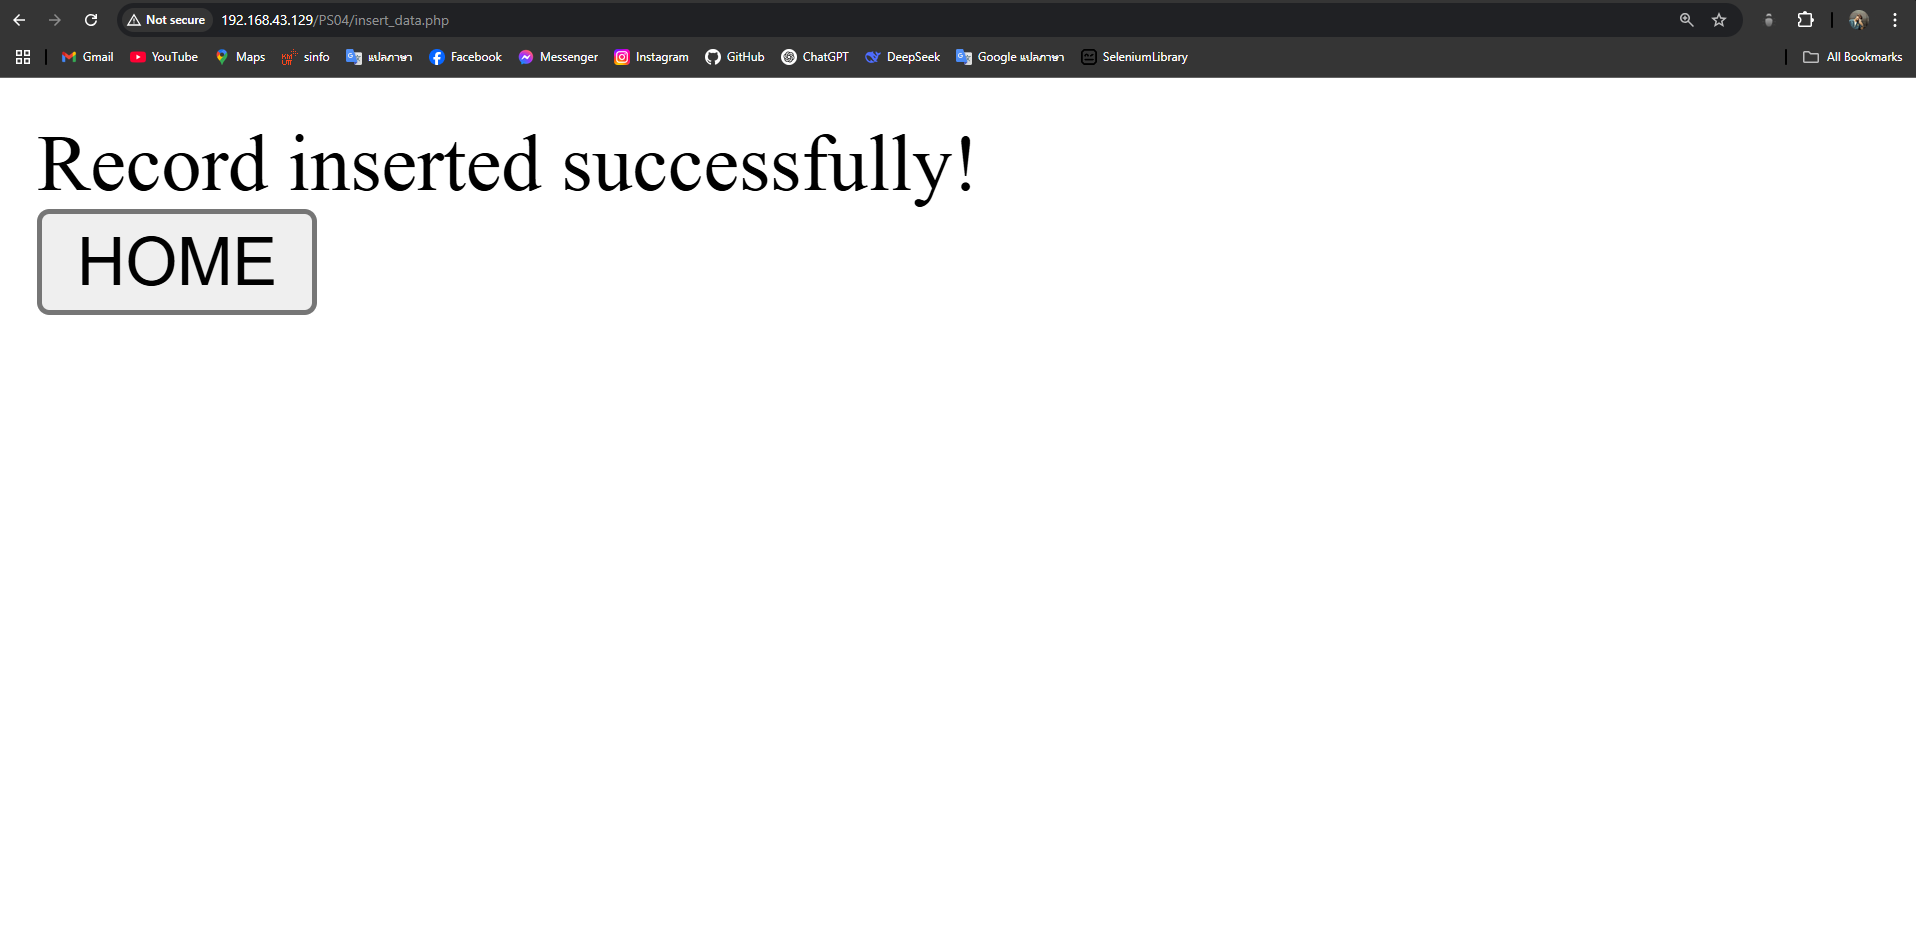 Not secure 192.168.43.129/PS04/insert_data.php
Gmail YouTube Maps sinfo แปลภาษา Facebook Messenger Instagram GitHub ChatGPT DeepSeek Google แปลภาษา SeleniumLibrary All Bookmarks
Record inserted successfully!
HOME